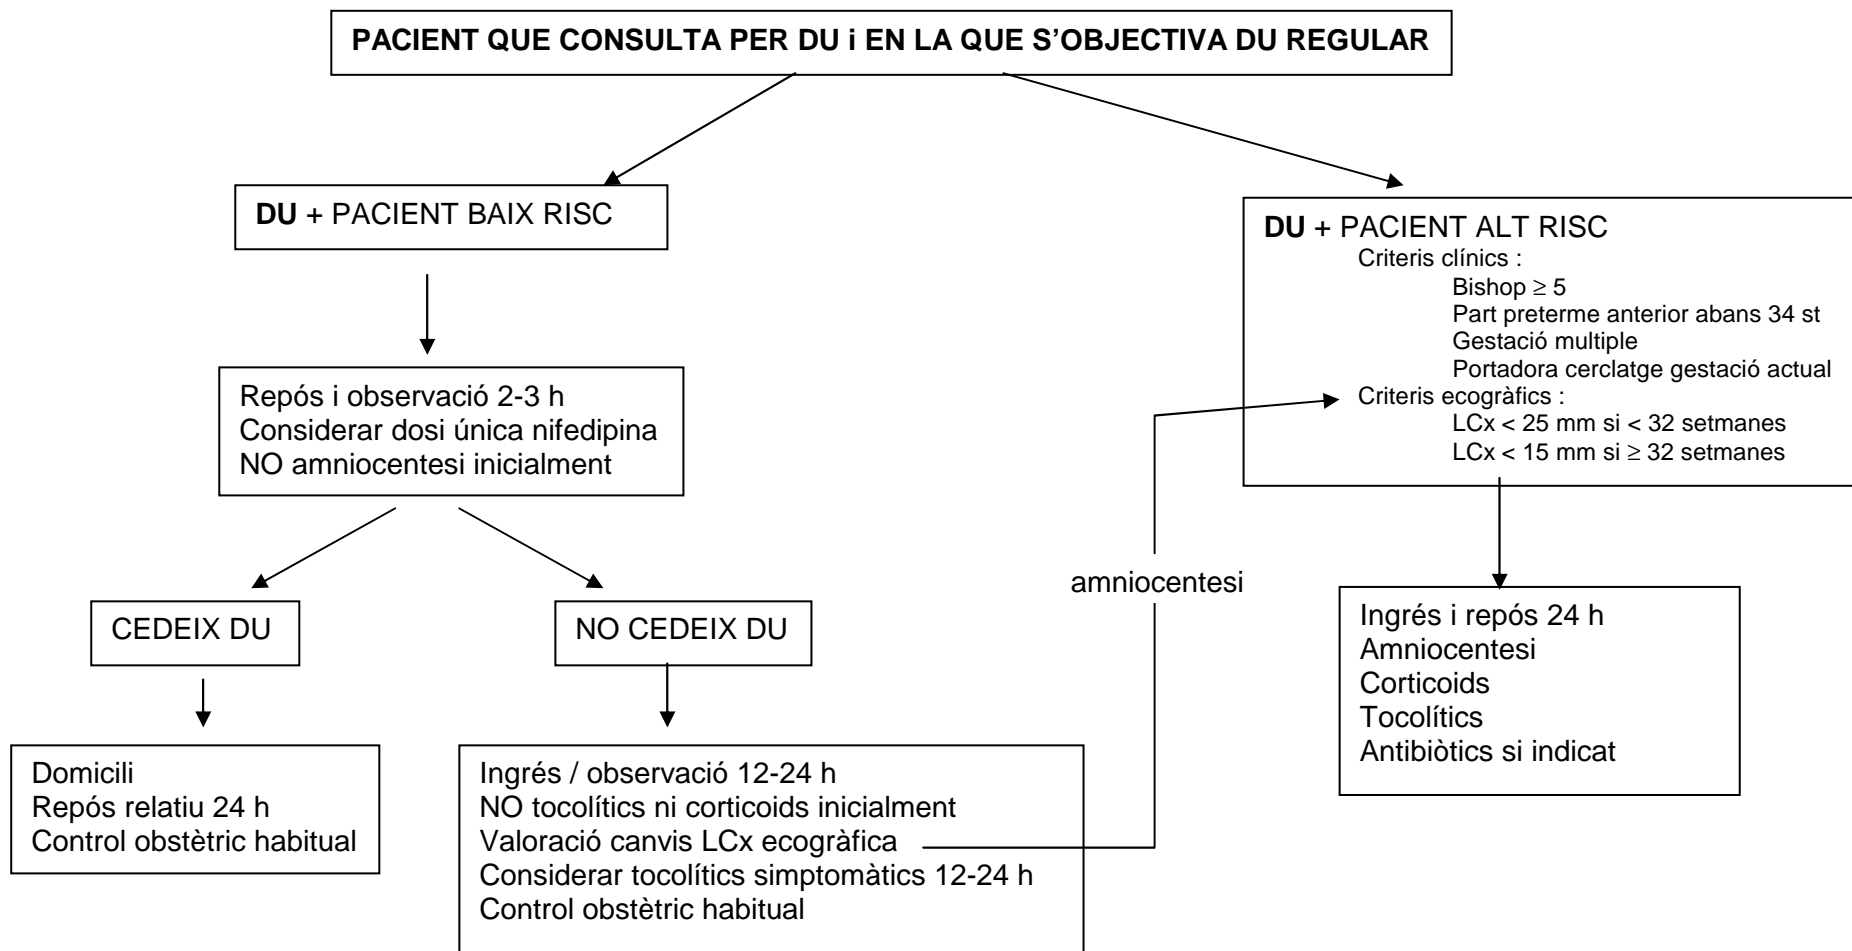 PACIENT QUE CONSULTA PER DU i EN LA QUE S’OBJECTIVA DU REGULAR
DU + PACIENT BAIX RISC
DU + PACIENT ALT RISC
Criteris clínics :
Bishop ≥ 5
Part preterme anterior abans 34 st
Gestació multiple
Portadora cerclatge gestació actual
Criteris ecogràfics :
LCx < 25 mm si < 32 setmanes
LCx < 15 mm si ≥ 32 setmanes
Repós i observació 2-3 h
Considerar dosi única nifedipina
NO amniocentesi inicialment
CEDEIX DU
NO CEDEIX DU
amniocentesi
Ingrés i repós 24 h
Amniocentesi
Corticoids
Tocolítics
Antibiòtics si indicat
Domicili
Repós relatiu 24 h
Control obstètric habitual
Ingrés / observació 12-24 h
NO tocolítics ni corticoids inicialment
Valoració canvis LCx ecogràfica
Considerar tocolítics simptomàtics 12-24 h
Control obstètric habitual